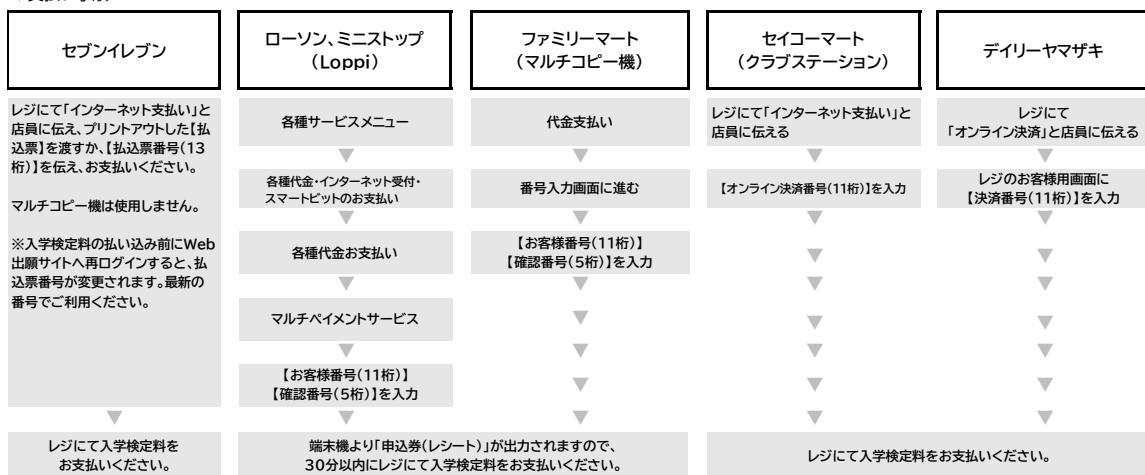 セブンイレブン
レジにて「インターネット支払い」と
店員に伝え、プリントアウトした【払
込票】を渡すか、【払込票番号(13
桁)】を伝え、お支払いください。
マルチコピー機は使用しません。
※入学検定料の払い込み前にWeb
出願サイトへ再ログインすると、払
込票番号が変更されます。最新の
番号でご利用ください。
レジにて入学検定料を
お支払いください。
ローソン、ミニストップ
(Loppi)
各種サービスメニュー
各種代金・インターネット受付・
スマートピットのお支払い
各種代金お支払い
マルチペイメントサービス
【お客様番号(11桁)】
【確認番号(5桁)】を入力
ファミリーマート
(マルチコピー機)
代金支払い
番号入力画面に進む
【お客様番号(11桁)】
【確認番号(5桁)】を入力
端末機より「申込券(レシート)」が出力されますので、
30分以内にレジにて入学検定料をお支払いください。
セイコーマート
(クラブステーション)
レジにて「インターネット支払い」と
店員に伝える
【オンライン決済番号(11桁)】を入力
デイリーヤマザキ
レジにて
「オンライン決済」と店員に伝える
レジのお客様用画面に
【決済番号(11桁)】を入力
レジにて入学検定料をお支払いください。